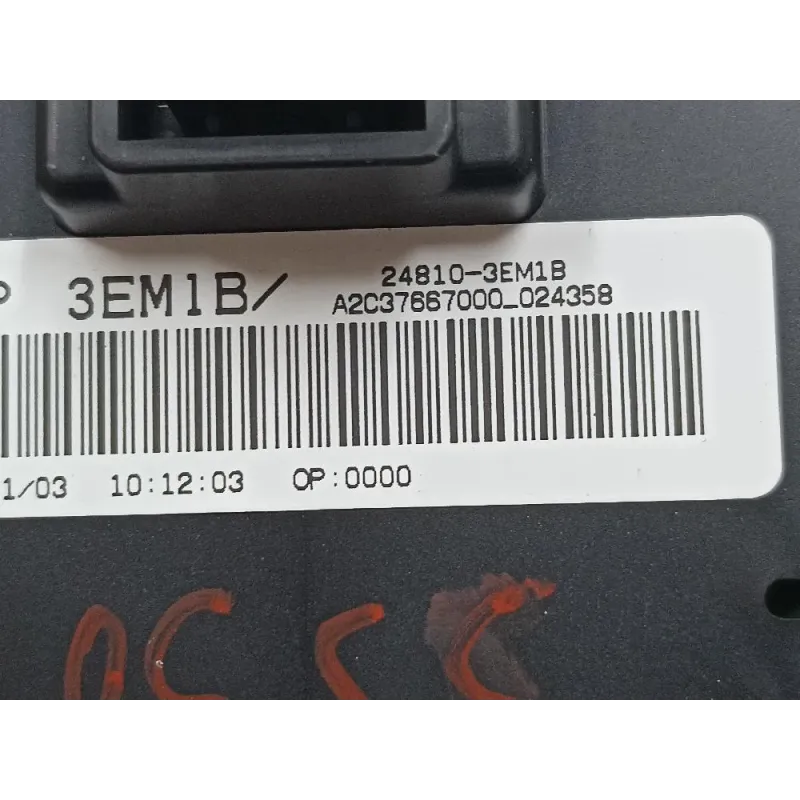 P 3EM1B/ 24810-3EM1B
A2C37667000_024358
1/03 10:12:03 OP:0000